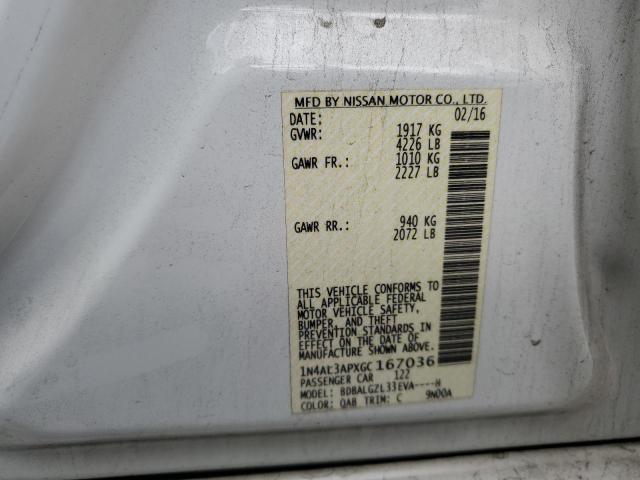 MFD BY NISSAN MOTOR CO., LTD.
DATE: 02/16
GVWR: 1917 KG
4226 LB
GAWR FR.: 1010 KG
2227 LB
GAWR RR.: 940 KG
2072 LB
THIS VEHICLE CONFORMS TO
ALL APPLICABLE FEDERAL
MOTOR VEHICLE SAFETY,
BUMPER, AND THEFT
PREVENTION STANDARDS IN
EFFECT ON THE DATE OF
MANUFACTURE SHOWN ABOVE.
1N4AL3APXGC167036
PASSENGER CAR 122
MODEL: BDBALGZL33EVA----H
COLOR: QAB TRIM: C 9N00A